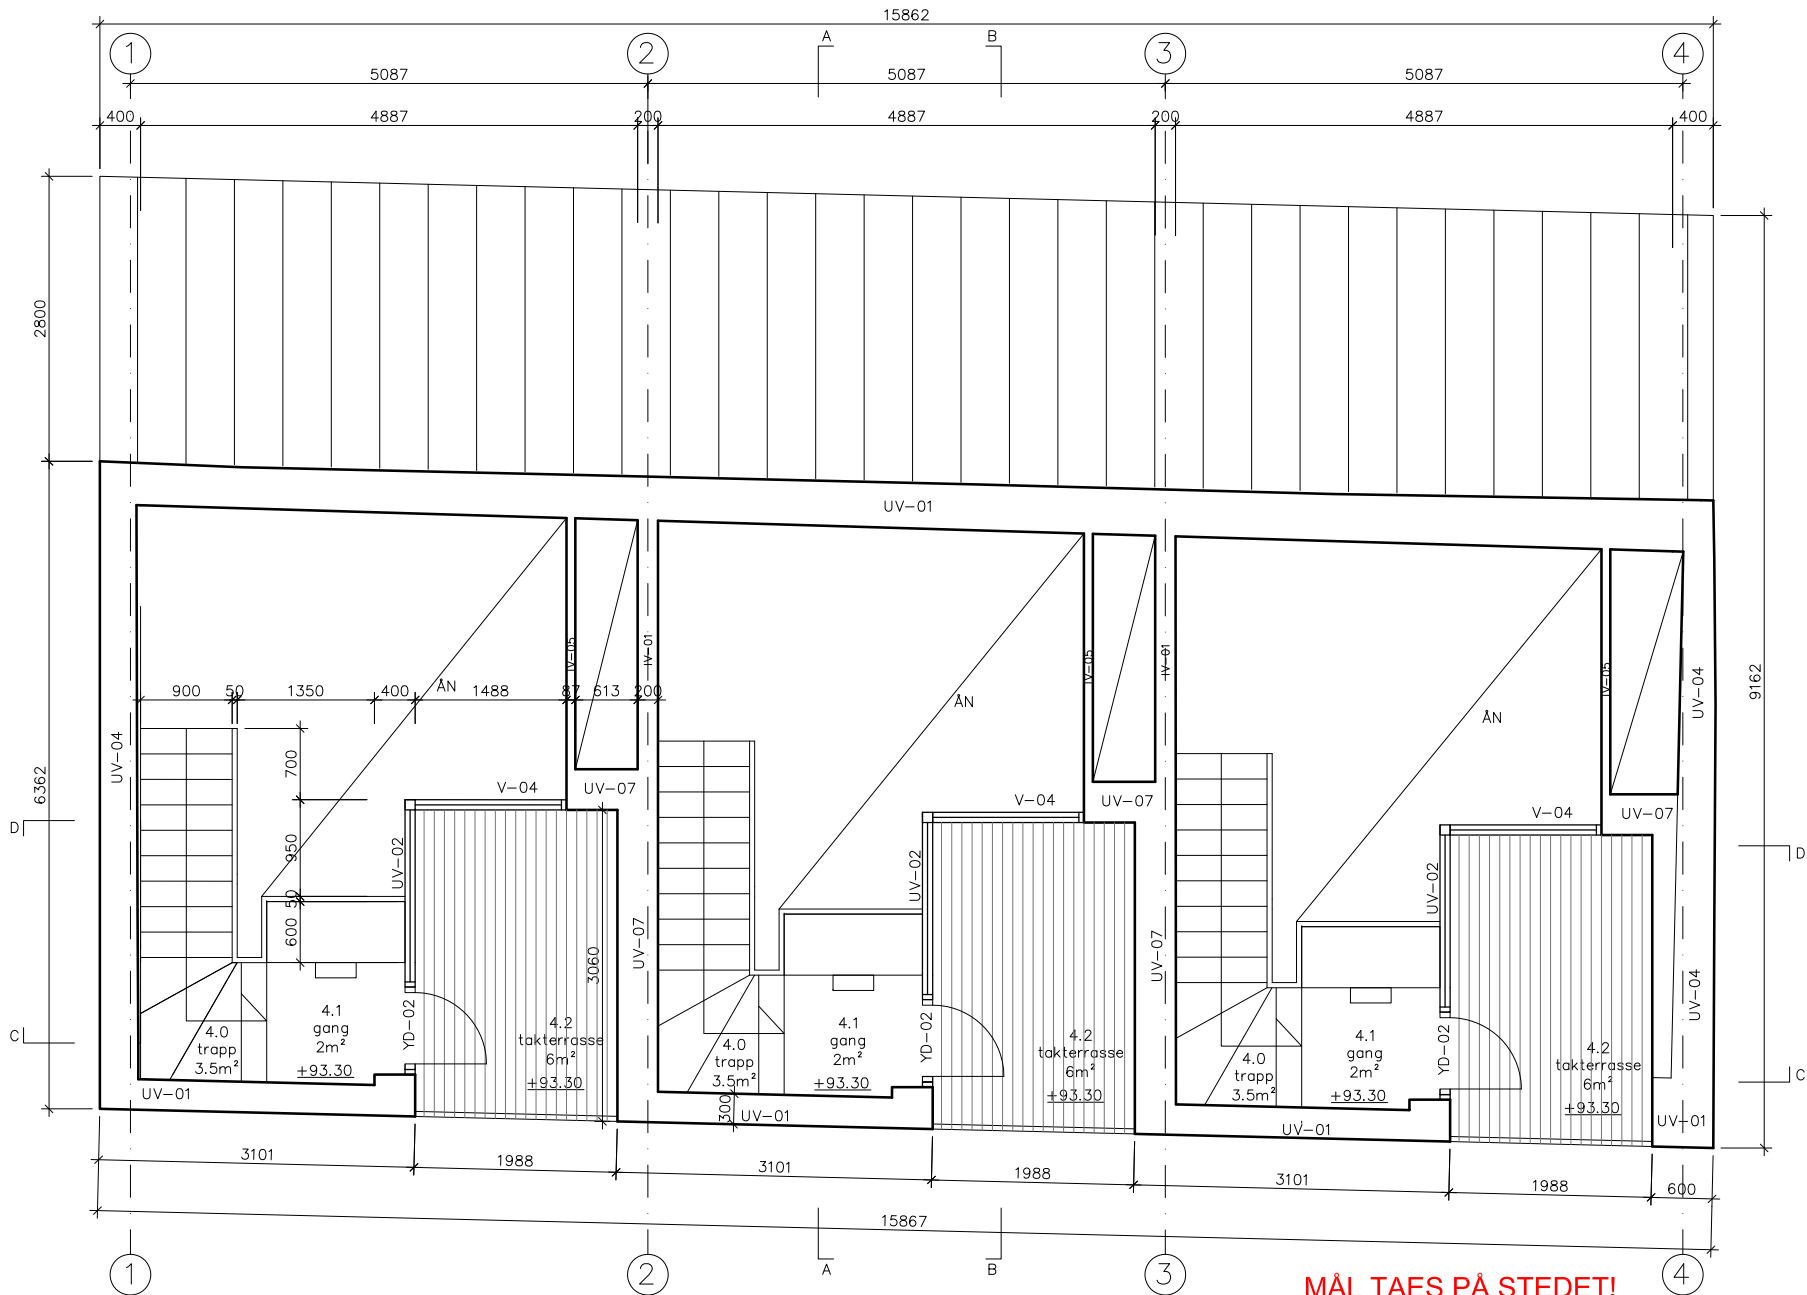 15862
A B
1 2 3 4
5087 5087 5087
400 4887 200 4887 200 4887 400
2800
UV-01
IV-05 IV-01 IV-05 IV-01 IV-05
9162
900 50 1350 400 ÅN 1488 87 613 200
ÅN
ÅN
UV-04
UV-04
700
6362
V-04 UV-07
V-04 UV-07
V-04 UV-07
D
D
950
UV-02
UV-02
UV-02
50
600
UV-07
UV-07
3060
UV-04
4.0
trapp
3.5m²
4.1
gang
2m²
+93.30
YD-02
4.2
takterrasse
6m²
+93.30
4.0
trapp
3.5m²
4.1
gang
2m²
+93.30
YD-02
4.2
takterrasse
6m²
+93.30
4.0
trapp
3.5m²
4.1
gang
2m²
+93.30
YD-02
4.2
takterrasse
6m²
+93.30
C
C
UV-01
300
UV-01
UV-01
UV-01
3101 1988 3101 1988 3101 1988 600
15867
A B
1 2 3 4
MÅL TAES PÅ STEDET!